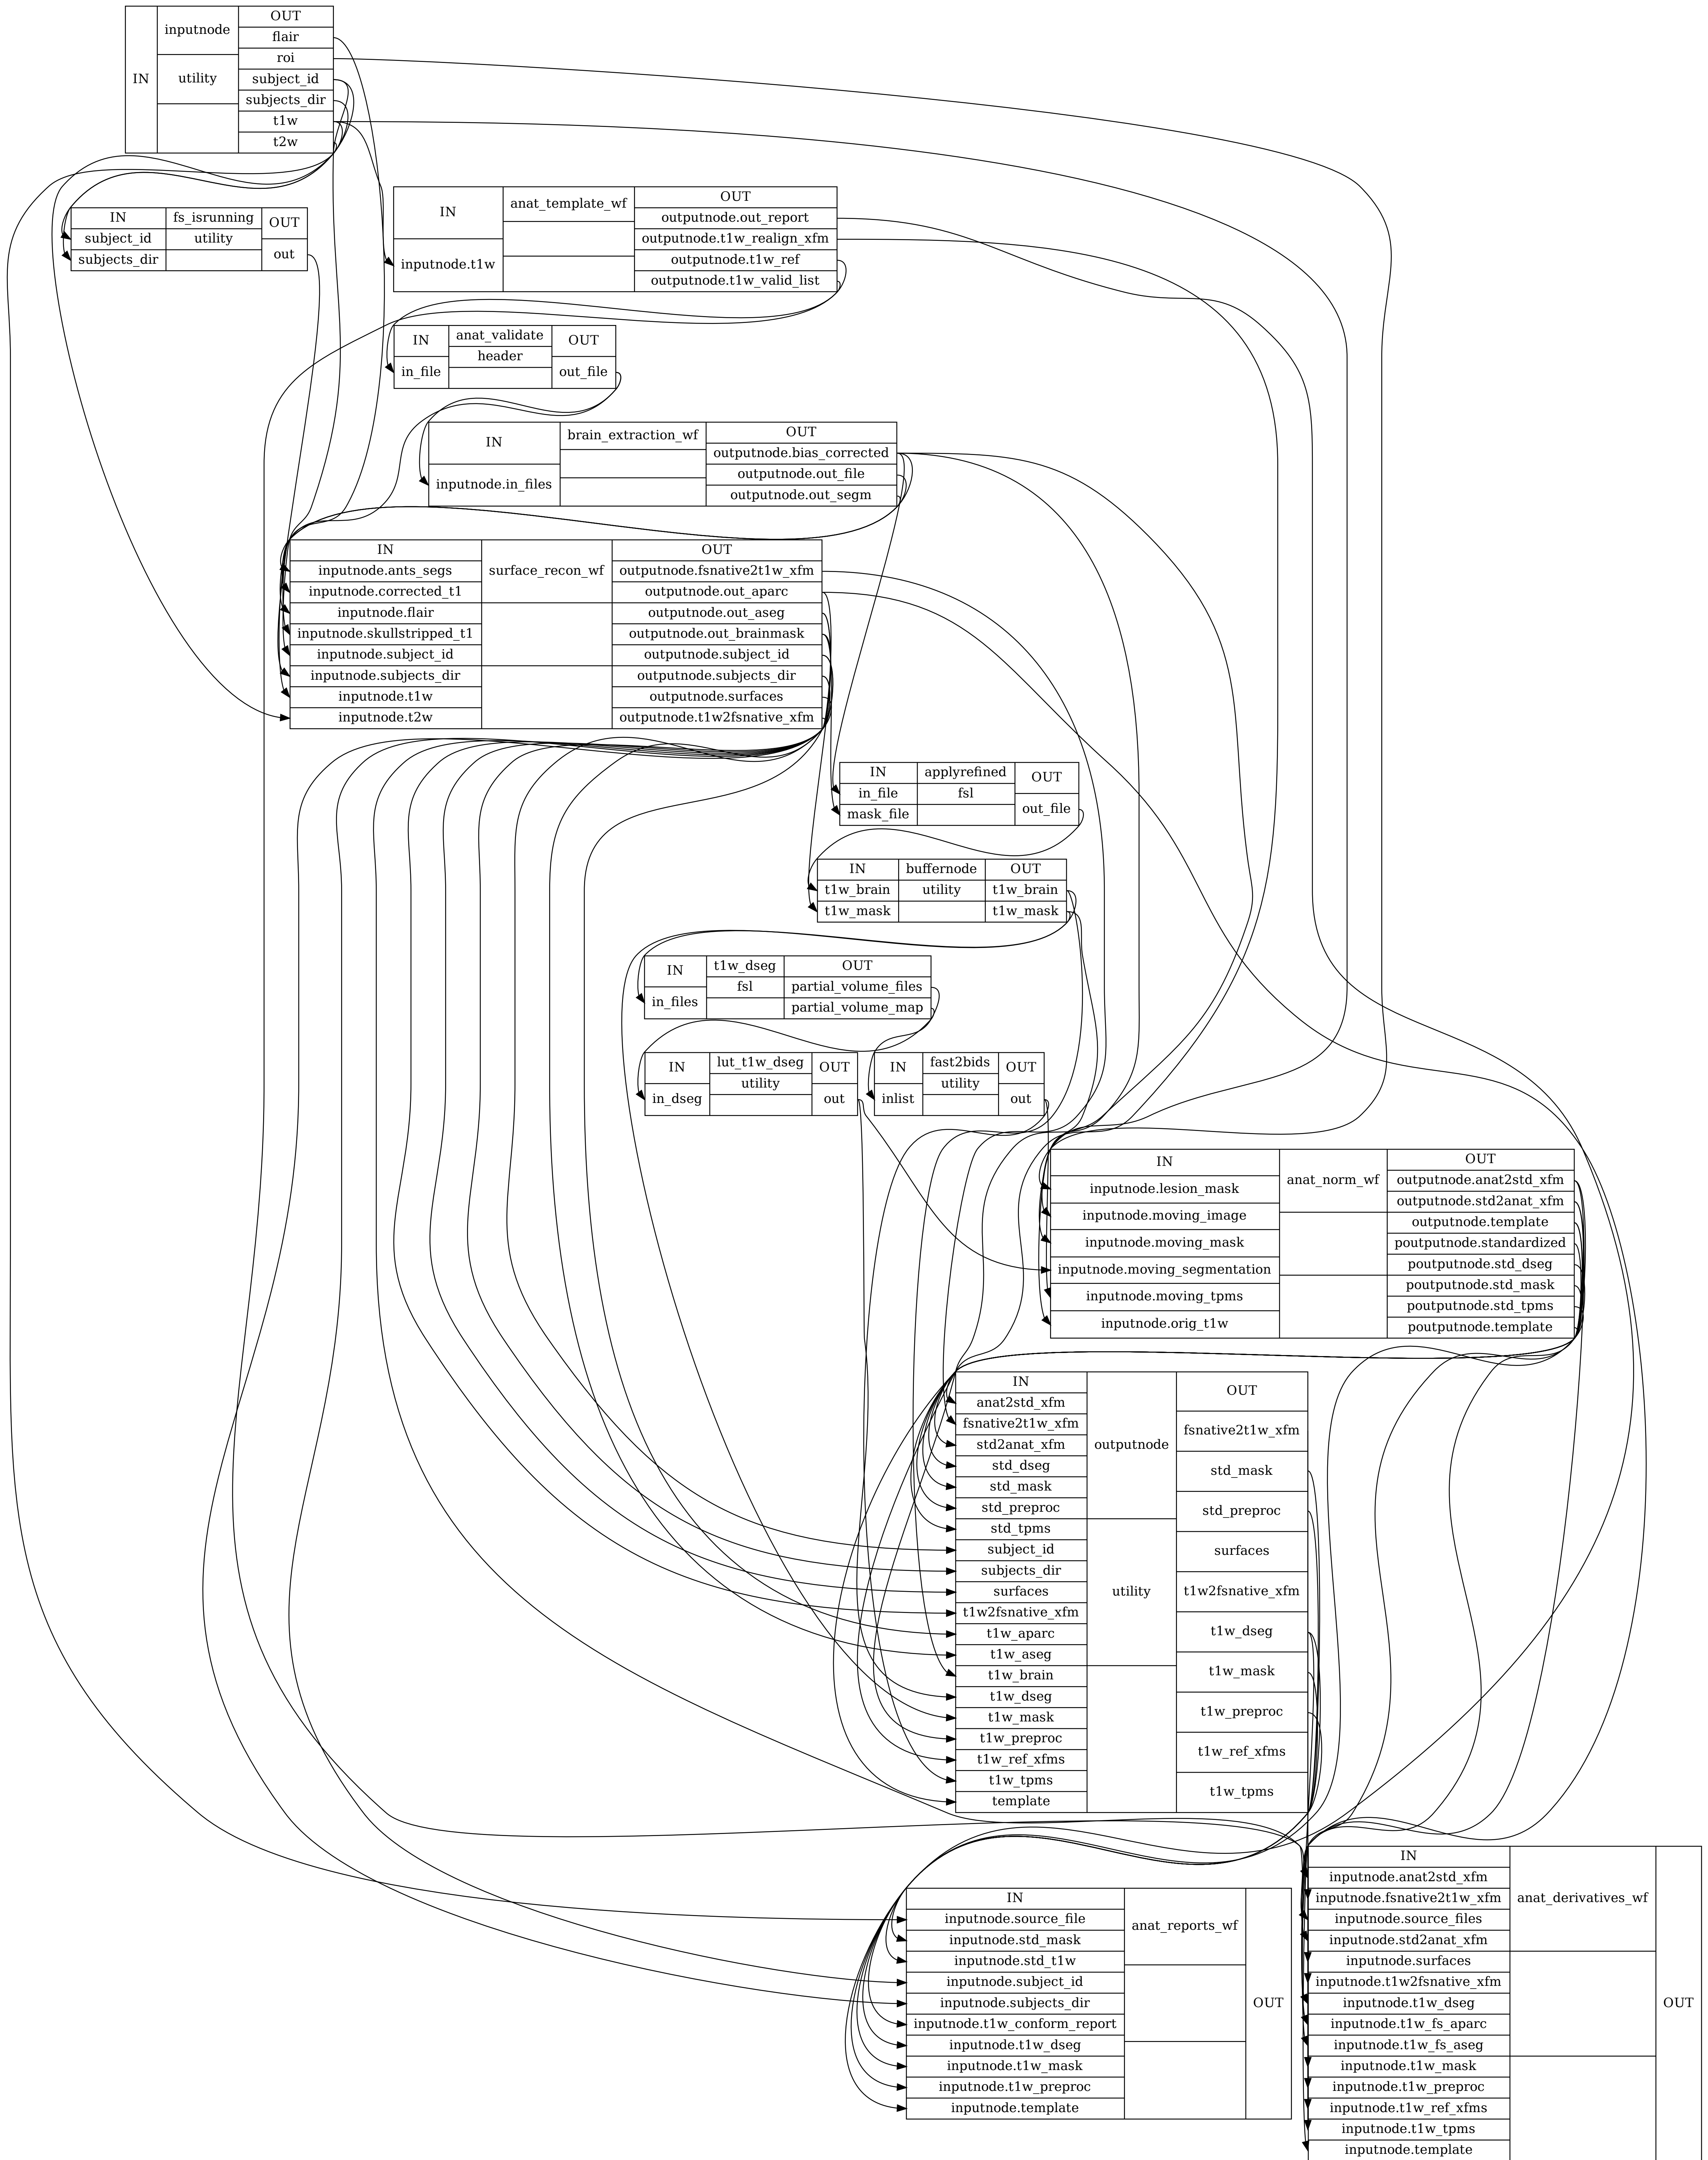 IN
inputnode
utility
OUT
flair
roi
subject_id
subjects_dir
t1w
t2w
IN
subject_id
subjects_dir
fs_isrunning
utility
OUT
out
IN
inputnode.t1w
anat_template_wf
OUT
outputnode.out_report
outputnode.t1w_realign_xfm
outputnode.t1w_ref
outputnode.t1w_valid_list
IN
in_file
anat_validate
header
OUT
out_file
IN
inputnode.in_files
brain_extraction_wf
OUT
outputnode.bias_corrected
outputnode.out_file
outputnode.out_segm
IN
inputnode.ants_segs
inputnode.corrected_t1
inputnode.flair
inputnode.skullstripped_t1
inputnode.subject_id
inputnode.subjects_dir
inputnode.t1w
inputnode.t2w
surface_recon_wf
OUT
outputnode.fsnative2t1w_xfm
outputnode.out_aparc
outputnode.out_aseg
outputnode.out_brainmask
outputnode.subject_id
outputnode.subjects_dir
outputnode.surfaces
outputnode.t1w2fsnative_xfm
IN
in_file
mask_file
applyrefined
fsl
OUT
out_file
IN
t1w_brain
t1w_mask
buffernode
utility
OUT
t1w_brain
t1w_mask
IN
in_files
t1w_dseg
fsl
OUT
partial_volume_files
partial_volume_map
IN
in_dseg
lut_t1w_dseg
utility
OUT
out
IN
inlist
fast2bids
utility
OUT
out
IN
inputnode.lesion_mask
inputnode.moving_image
inputnode.moving_mask
inputnode.moving_segmentation
inputnode.moving_tpms
inputnode.orig_t1w
anat_norm_wf
OUT
outputnode.anat2std_xfm
outputnode.std2anat_xfm
outputnode.template
poutputnode.standardized
poutputnode.std_dseg
poutputnode.std_mask
poutputnode.std_tpms
poutputnode.template
IN
anat2std_xfm
fsnative2t1w_xfm
std2anat_xfm
std_dseg
std_mask
std_preproc
std_tpms
subject_id
subjects_dir
surfaces
t1w2fsnative_xfm
t1w_aparc
t1w_aseg
t1w_brain
t1w_dseg
t1w_mask
t1w_preproc
t1w_ref_xfms
t1w_tpms
template
outputnode
utility
OUT
fsnative2t1w_xfm
std_mask
std_preproc
surfaces
t1w2fsnative_xfm
t1w_dseg
t1w_mask
t1w_preproc
t1w_ref_xfms
t1w_tpms
IN
inputnode.source_file
inputnode.std_mask
inputnode.std_t1w
inputnode.subject_id
inputnode.subjects_dir
inputnode.t1w_conform_report
inputnode.t1w_dseg
inputnode.t1w_mask
inputnode.t1w_preproc
inputnode.template
anat_reports_wf
OUT
IN
inputnode.anat2std_xfm
inputnode.fsnative2t1w_xfm
inputnode.source_files
inputnode.std2anat_xfm
inputnode.surfaces
inputnode.t1w2fsnative_xfm
inputnode.t1w_dseg
inputnode.t1w_fs_aparc
inputnode.t1w_fs_aseg
inputnode.t1w_mask
inputnode.t1w_preproc
inputnode.t1w_ref_xfms
inputnode.t1w_tpms
inputnode.template
anat_derivatives_wf
OUT